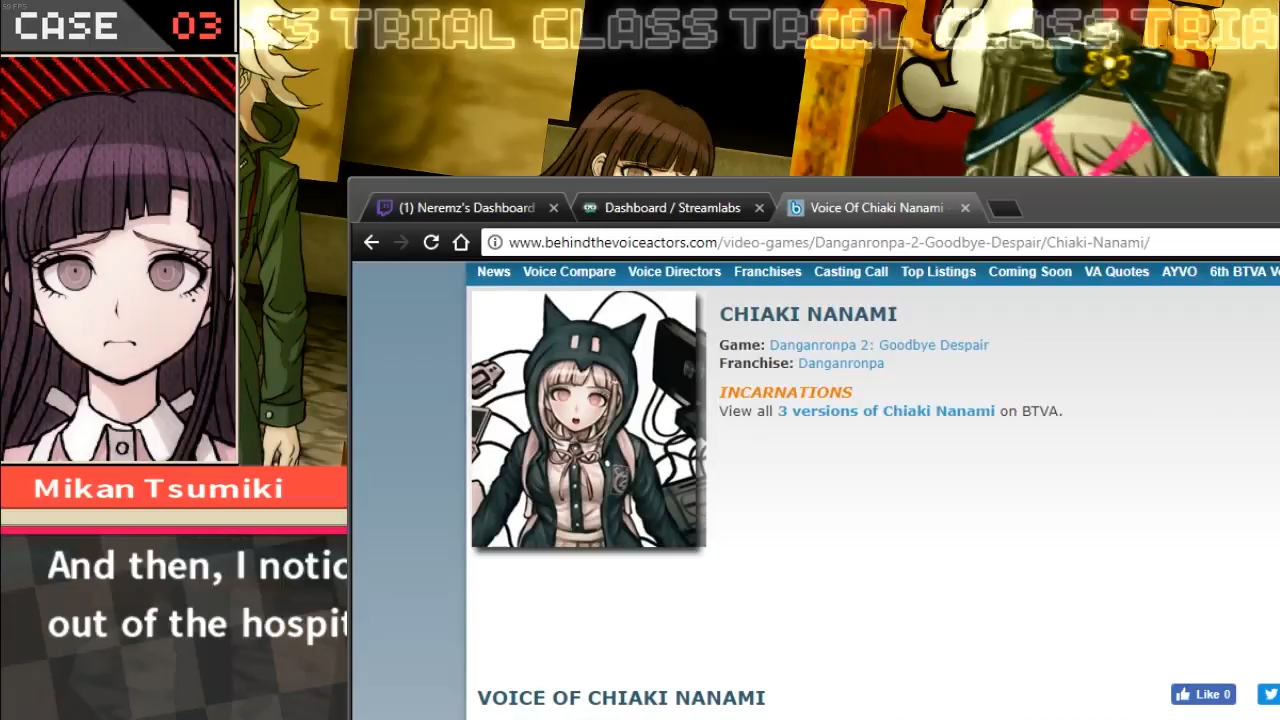 59 FPS
CASE 03
SS TRIAL CLASS TRIAL CLASS TRIA
(1) Neremz's Dashboard
Dashboard / Streamlabs
Voice Of Chiaki Nanami
www.behindthevoiceactors.com/video-games/Danganronpa-2-Goodbye-Despair/Chiaki-Nanami/
News Voice Compare Voice Directors Franchises Casting Call Top Listings Coming Soon VA Quotes AYVO 6th BTVA V
CHIAKI NANAMI
Game: Danganronpa 2: Goodbye Despair
Franchise: Danganronpa
INCARNATIONS
View all 3 versions of Chiaki Nanami on BTVA.
Mikan Tsumiki
And then, I notic
out of the hospit
VOICE OF CHIAKI NANAMI
Like 0